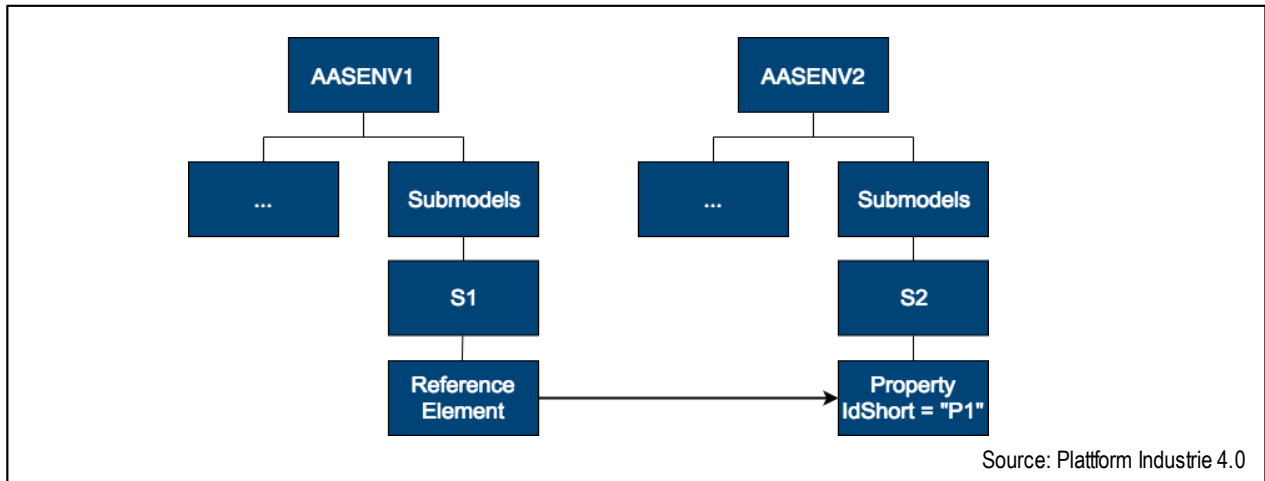 AASENV1
AASENV2
...
Submodels
...
Submodels
S1
S2
Reference
Element
Property
IdShort = "P1"
Source: Plattform Industrie 4.0